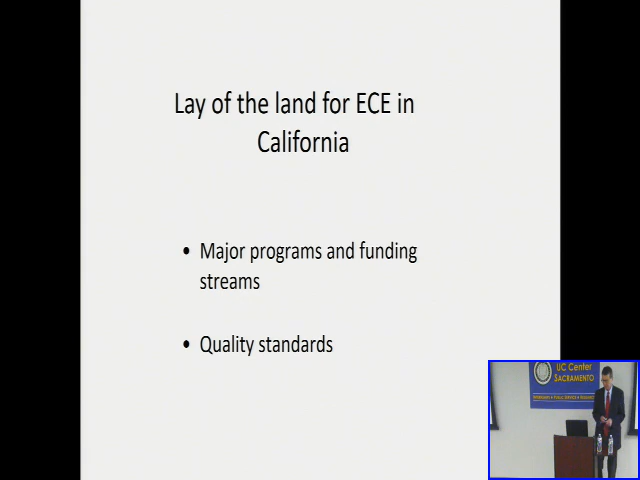 Lay of the land for ECE in
California
• Major programs and funding
streams
• Quality standards
UC Center
SACRAMENTO